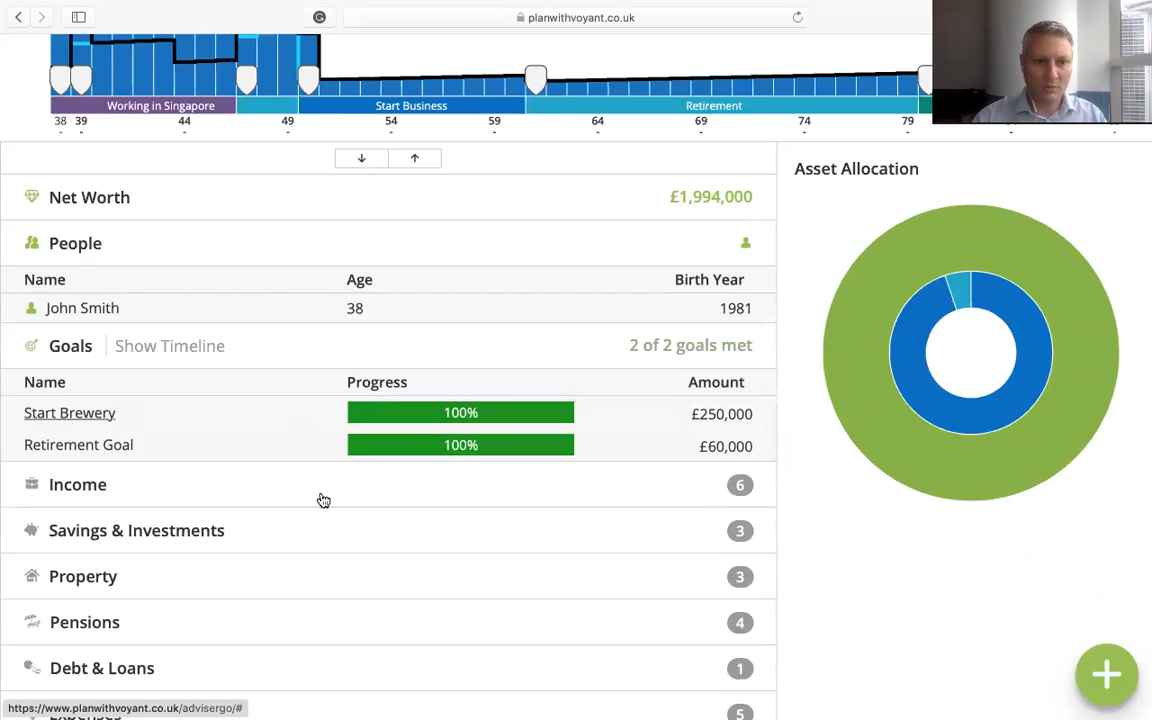 planwithvoyant.co.uk
Working in Singapore
Start Business
Retirement
38 39 44 49 54 59 64 69 74 79
Net Worth £1,994,000
Asset Allocation
People
Name Age Birth Year
John Smith 38 1981
Goals Show Timeline 2 of 2 goals met
Name Progress Amount
Start Brewery 100% £250,000
Retirement Goal 100% £60,000
Income 6
Savings & Investments 3
Property 3
Pensions 4
Debt & Loans 1
Expenses 5
https://www.planwithvoyant.co.uk/advisergo/#